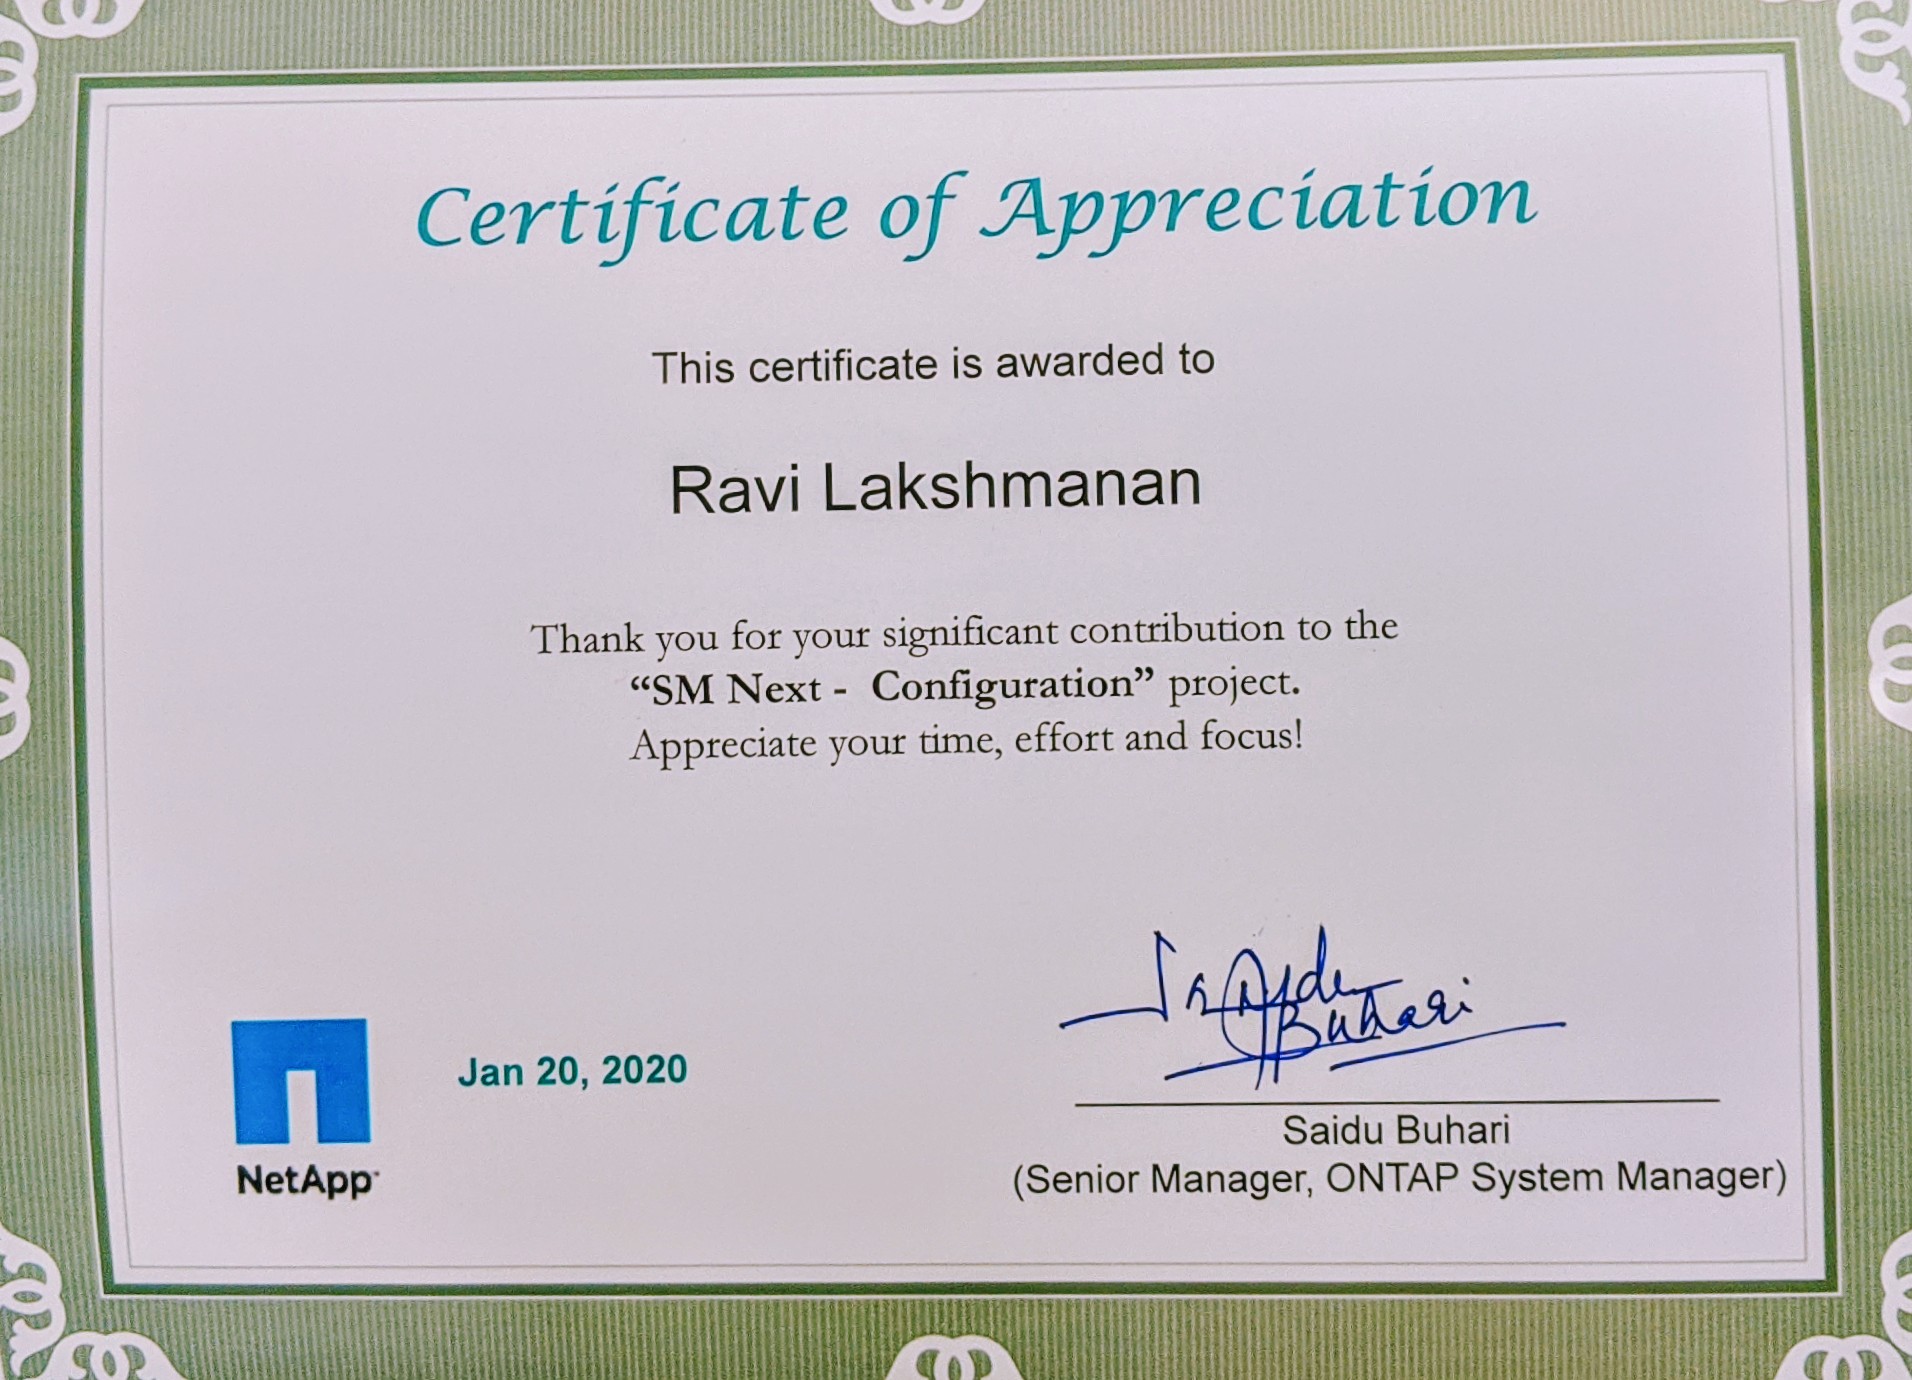 Certificate of Appreciation
This certificate is awarded to
Ravi Lakshmanan
Thank you for your significant contribution to the
“SM Next - Configuration” project.
Appreciate your time, effort and focus!
Saidu
Buhari
Jan 20, 2020
NetApp
Saidu Buhari
(Senior Manager, ONTAP System Manager)